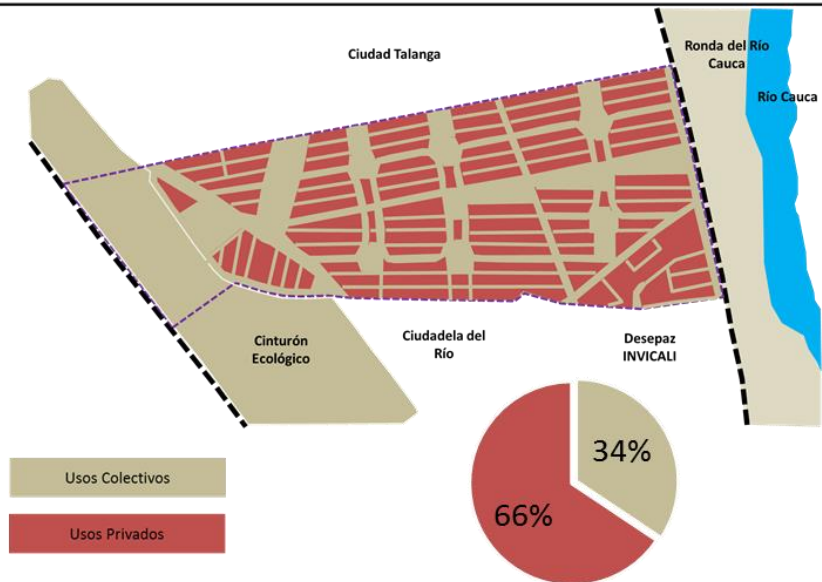 Ciudad Talanga
Ronda del Río
Cauca
Río Cauca
Cinturón
Ecológico
Ciudadela del
Río
Desepaz
INVICALI
Usos Colectivos
Usos Privados
34%
66%